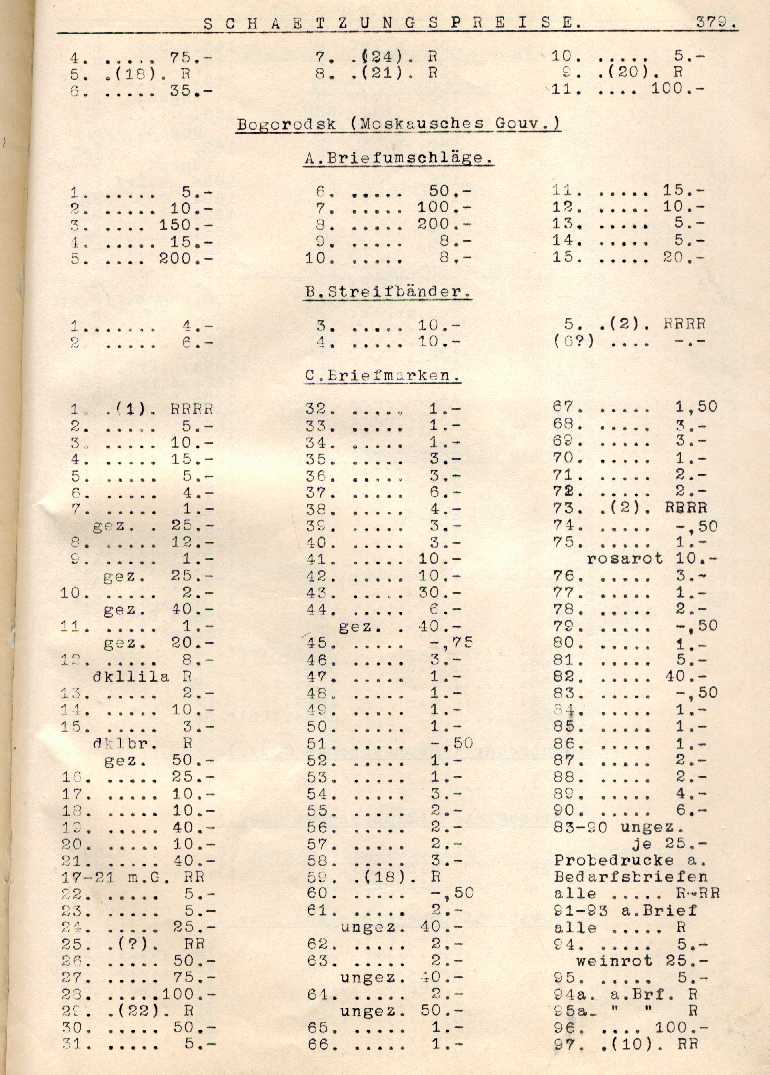 SCHAETZUNGSPREISE. 379.
4. ..... 75.-
5. .(18). R
6. ..... 35.-
7. .(24). R
8. .(21). R
10. ..... 5.-
9. .(20). R
11. .... 100.-
Bogorodsk (Moskausches Gouv.)
A.Briefumschläge.
1. ..... 5.-
2. ..... 10.-
3. .... 150.-
4. ..... 15.-
5. .... 200.-
6. ..... 50.-
7. ..... 100.-
8. ..... 200.-
9. ..... 8.-
10. ..... 8.-
11. ..... 15.-
12. ..... 10.-
13. ..... 5.-
14. ..... 5.-
15. ..... 20.-
B.Streifbänder.
1....... 4.-
2 ..... 6.-
3. ..... 10.-
4. ..... 10.-
5. .(2). RRRR
(6?) .... -.-
C.Briefmarken.
1. .(1). RRRR
2. ..... 5.-
3. ..... 10.-
4. ..... 15.-
5. ..... 5.-
6. ..... 4.-
7. ..... 1.-
gez. . 25.-
8. ..... 12.-
9. ..... 1.-
gez. 25.-
10. ..... 2.-
gez. 40.-
11. ..... 1.-
gez. 20.-
12. ..... 8.-
dkllila R
13. ..... 2.-
14. ..... 10.-
15. ..... 3.-
dklbr. R
gez. 50.-
16. ..... 25.-
17. ..... 10.-
18. ..... 10.-
19. ..... 40.-
20. ..... 10.-
21. ..... 40.-
17-21 m.G. RR
22. ..... 5.-
23. ..... 5.-
24. ..... 25.-
25. .(?). RR
26. ..... 50.-
27. ..... 75.-
28. .....100.-
29. .(22). R
30. ..... 50.-
31. ..... 5.-
32. ..... 1.-
33. ..... 1.-
34. ..... 1.-
35. ..... 3.-
36. ..... 3.-
37. ..... 6.-
38. ..... 4.-
39. ..... 3.-
40. ..... 3.-
41. ..... 10.-
42. ..... 10.-
43. ..... 30.-
44. ..... 6.-
gez. . 40.-
45. ..... -,75
46. ..... 3.-
47. ..... 1.-
48. ..... 1.-
49. ..... 1.-
50. ..... 1.-
51. ..... -,50
52. ..... 1.-
53. ..... 1.-
54. ..... 3.-
55. ..... 2.-
56. ..... 2.-
57. ..... 2.-
58. ..... 3.-
59. .(18). R
60. ..... -,50
61. ..... 2.-
ungez. 40.-
62. ..... 2.-
63. ..... 2.-
ungez. 40.-
64. ..... 2.-
ungez. 50.-
65. ..... 1.-
66. ..... 1.-
67. ..... 1,50
68. ..... 3.-
69. ..... 3.-
70. ..... 1.-
71. ..... 2.-
72. ..... 2.-
73. .(2). RRRR
74. ..... -,50
75. ..... 1.-
rosarot 10.-
76. ..... 3.-
77. ..... 1.-
78. ..... 2.-
79. ..... -,50
80. ..... 1.-
81. ..... 5.-
82. ..... 40.-
83. ..... -,50
84. ..... 1.-
85. ..... 1.-
86. ..... 1.-
87. ..... 2.-
88. ..... 2.-
89. ..... 4.-
90. ..... 6.-
83-90 ungez.
je 25.-
Probedrucke a.
Bedarfsbriefen
alle ..... R-RR
91-93 a.Brief
alle ..... R
94. ..... 5.-
weinrot 25.-
95. ..... 5.-
94a. a.Brf. R
95a. " " R
96. .... 100.-
97. .(10). RR